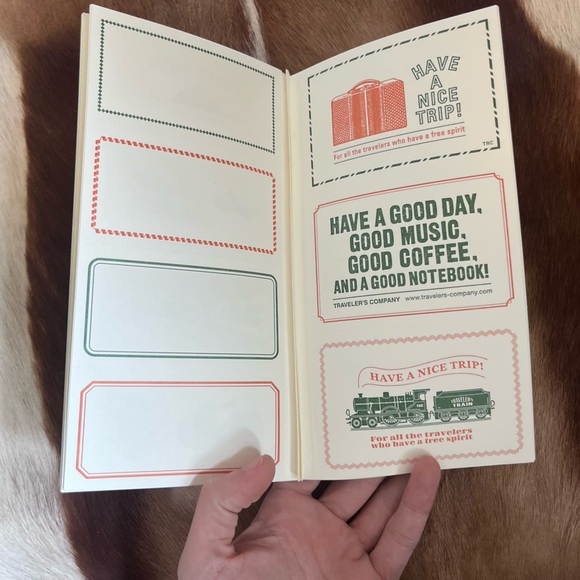 HAVE
A
NICE
TRIP!
For all the travelers who have a free spirit
TRC
HAVE A GOOD DAY,
GOOD MUSIC,
GOOD COFFEE,
AND A GOOD NOTEBOOK!
TRAVELER'S COMPANY www.travelers-company.com
HAVE A NICE TRIP!
TRAVELER'S
TRAIN
TRC
For all the travelers
who have a free spirit